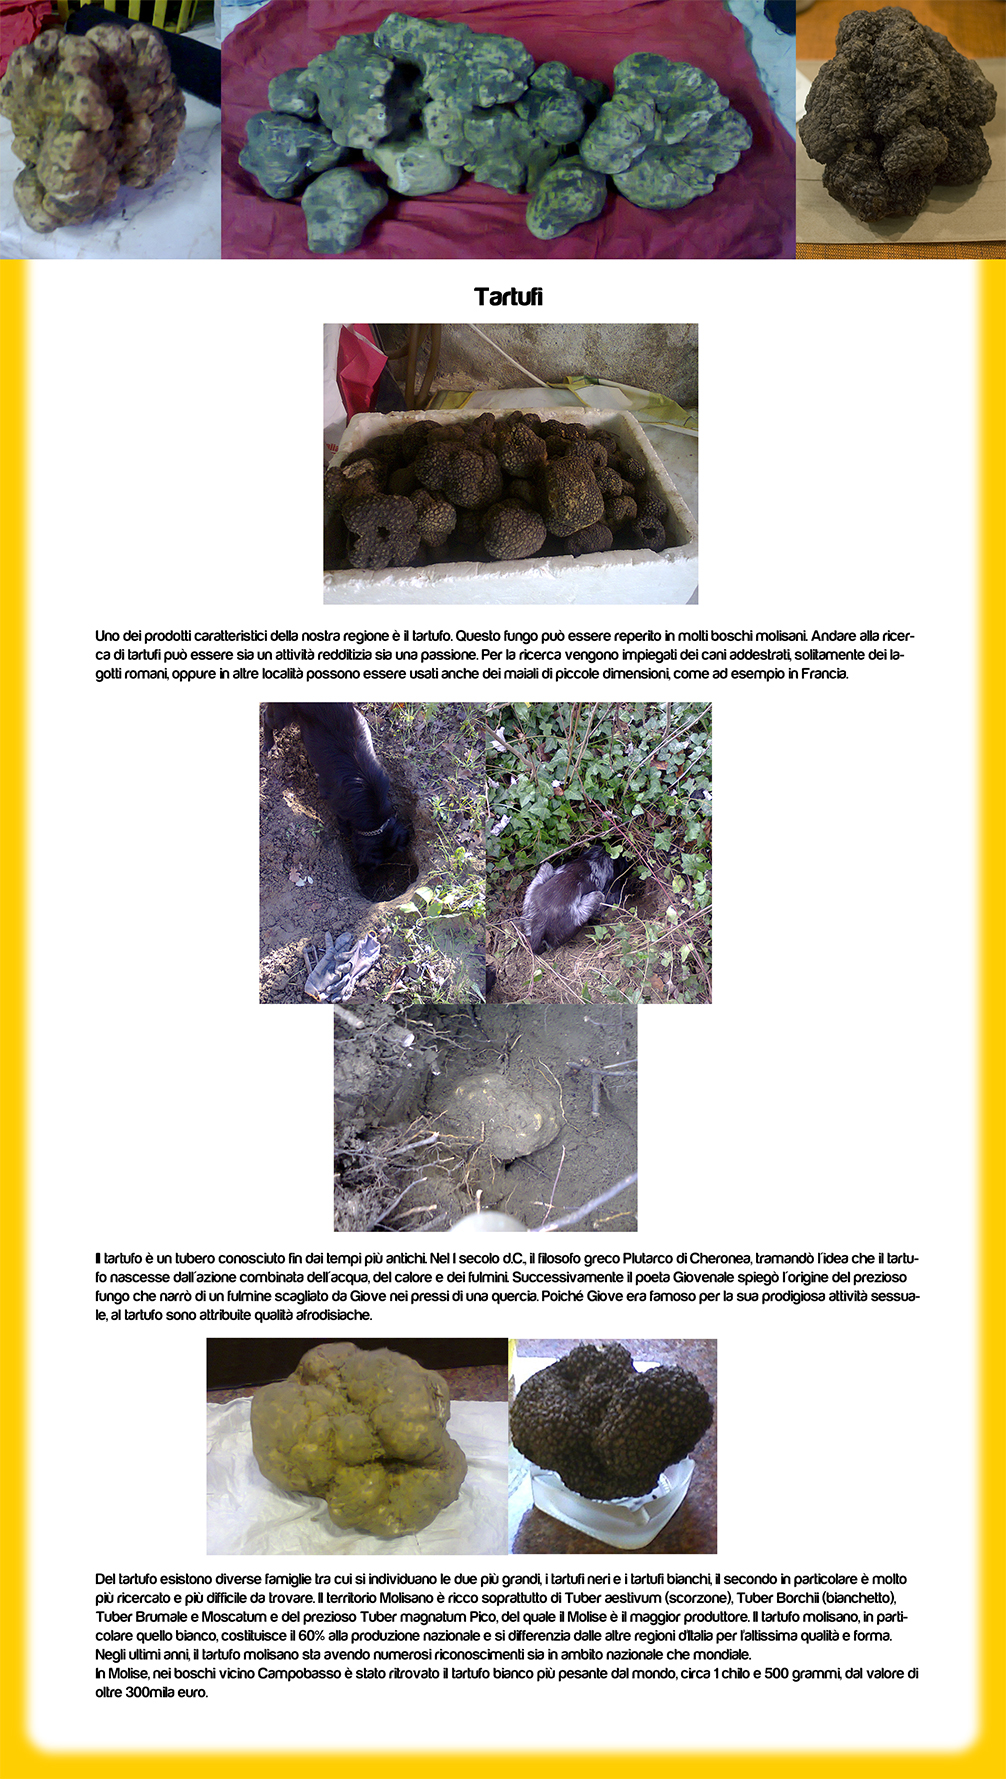 Tartufi
Uno dei prodotti caratteristici della nostra regione è il tartufo. Questo fungo può essere reperito in molti boschi molisani. Andare alla ricer-
ca di tartufi può essere sia un attività redditizia sia una passione. Per la ricerca vengono impiegati dei cani addestrati, solitamente dei la-
gotti romani, oppure in altre località possono essere usati anche dei maiali di piccole dimensioni, come ad esempio in Francia.
Il tartufo è un tubero conosciuto fin dai tempi più antichi. Nel I secolo d.C., il filosofo greco Plutarco di Cheronea, tramandò l'idea che il tartu-
fo nascesse dall'azione combinata dell'acqua, del calore e dei fulmini. Successivamente il poeta Giovenale spiegò l'origine del prezioso
fungo che narrò di un fulmine scagliato da Giove nei pressi di una quercia. Poiché Giove era famoso per la sua prodigiosa attività sessua-
le, al tartufo sono attribuite qualità afrodisiache.
Del tartufo esistono diverse famiglie tra cui si individuano le due più grandi, i tartufi neri e i tartufi bianchi, il secondo in particolare è molto
più ricercato e più difficile da trovare. Il territorio Molisano è ricco soprattutto di Tuber aestivum (scorzone), Tuber Borchii (bianchetto),
Tuber Brumale e Moscatum e del prezioso Tuber magnatum Pico, del quale il Molise è il maggior produttore. Il tartufo molisano, in parti-
colare quello bianco, costituisce il 60% alla produzione nazionale e si differenzia dalle altre regioni d'Italia per l'altissima qualità e forma.
Negli ultimi anni, il tartufo molisano sta avendo numerosi riconoscimenti sia in ambito nazionale che mondiale.
In Molise, nei boschi vicino Campobasso è stato ritrovato il tartufo bianco più pesante dal mondo, circa 1 chilo e 500 grammi, dal valore di
oltre 300mila euro.